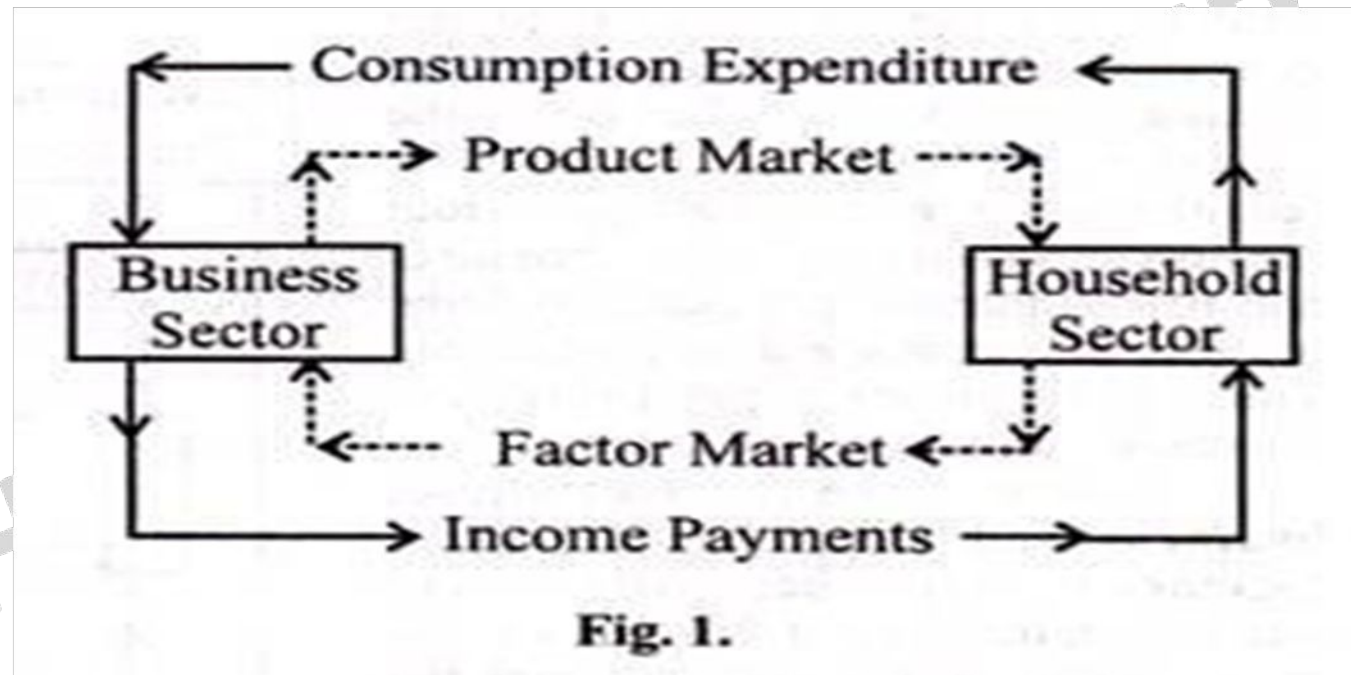 Consumption Expenditure
Product Market
Business
Sector
Household
Sector
Factor Market
Income Payments
Fig. 1.